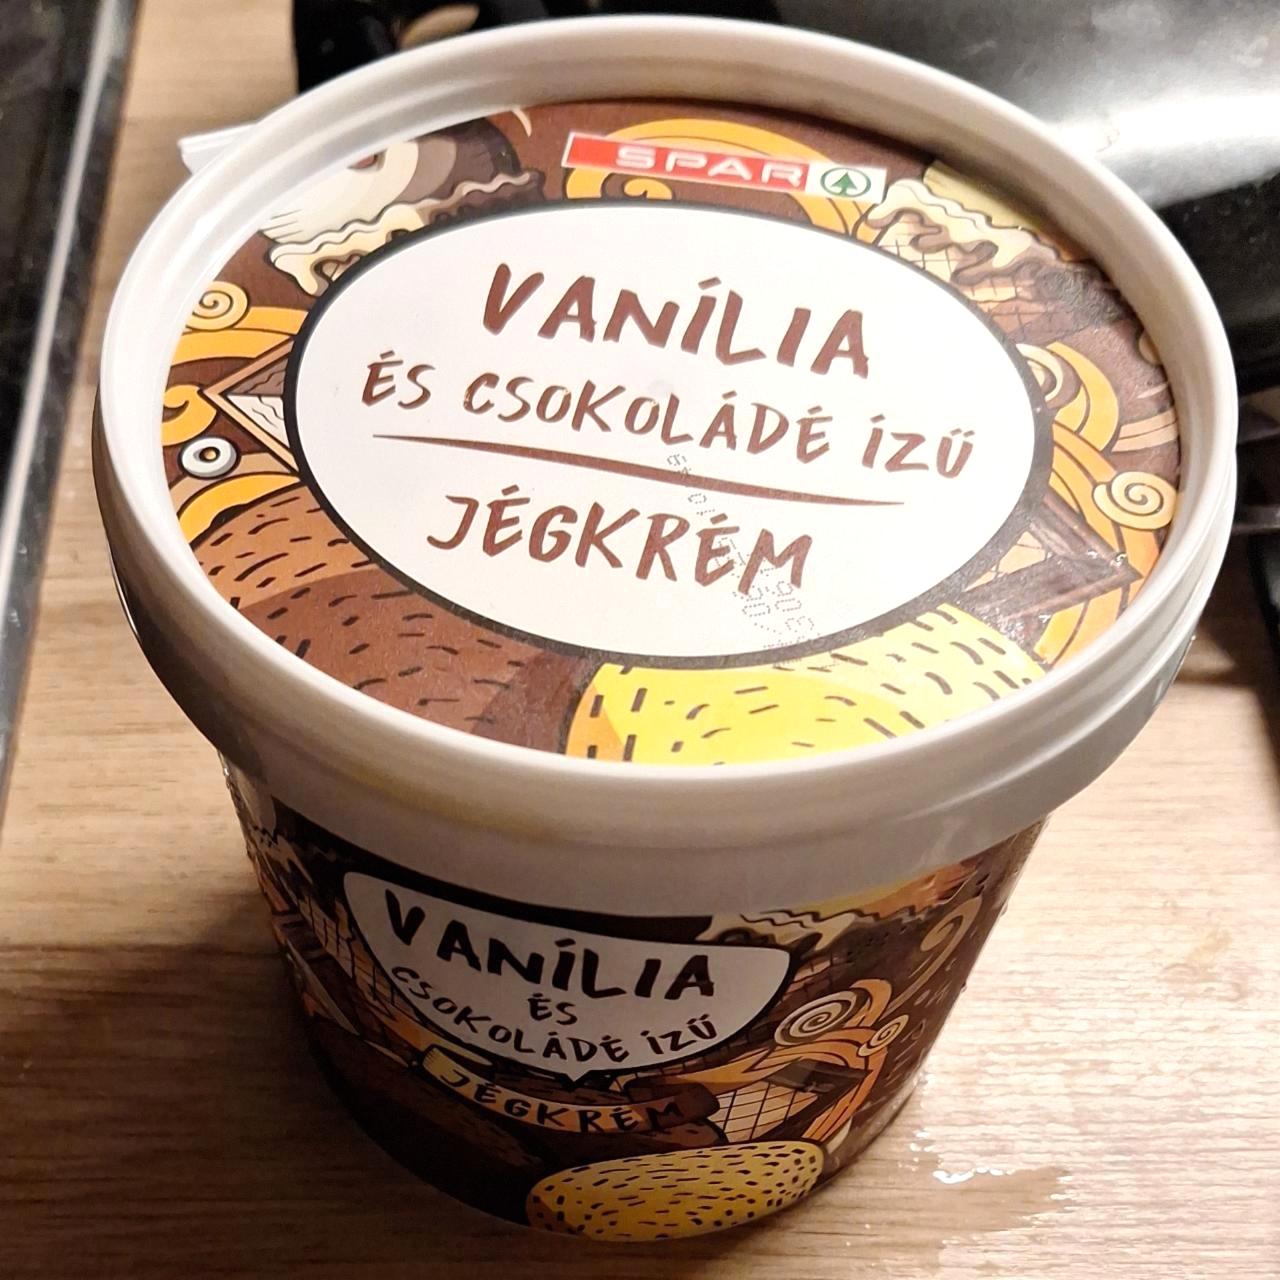 SPAR
VANÍLIA
ÉS CSOKOLÁDÉ ÍZŰ
JÉGKRÉM
VANÍLIA
ÉS
CSOKOLÁDÉ ÍZŰ
JÉGKRÉM